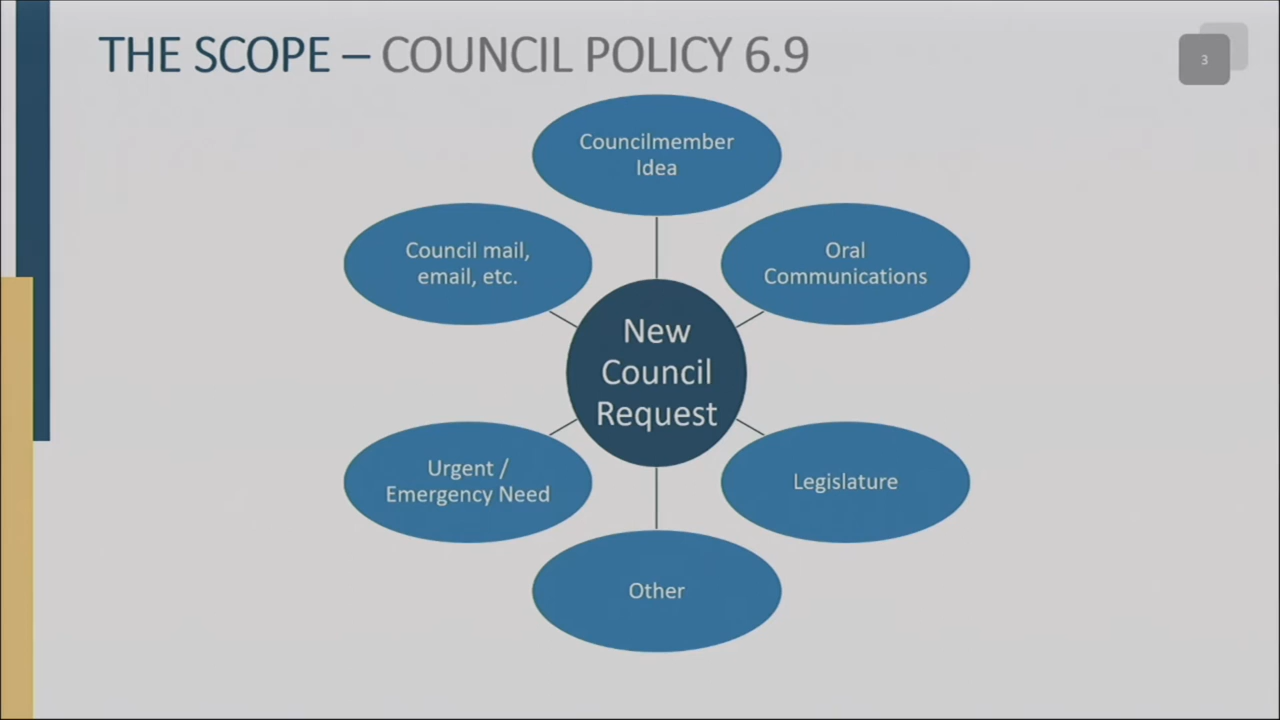 THE SCOPE – COUNCIL POLICY 6.9
3
Councilmember
Idea
Council mail,
email, etc.
Oral
Communications
New
Council
Request
Urgent /
Emergency Need
Legislature
Other